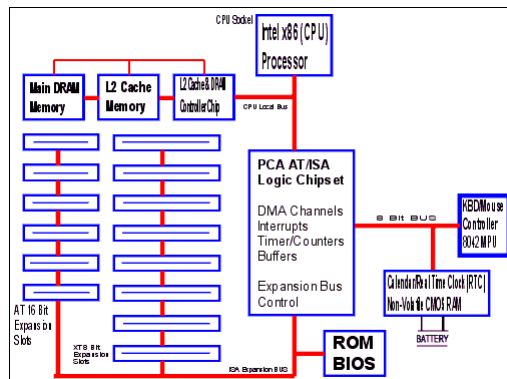 CPU Socket
Intel x86 (CPU)
Processor
Main DRAM
Memory
L2 Cache
Memory
L2 Cache & DRAM
Controller Chip
CPU Local Bus
PCA AT/ISA
Logic Chipset
DMA Channels
Interrupts
Timer/Counters
Buffers
Expansion Bus
Control
8 Bit BUS
KBD/Mouse
Controller
8042 MPU
Calendar/Real Time Clock (RTC)
Non-Volatile CMOS RAM
BATTERY
AT 16 Bit
Expansion
Slots
XT 8 Bit
Expansion
Slots
ISA Expansion BUS
ROM
BIOS